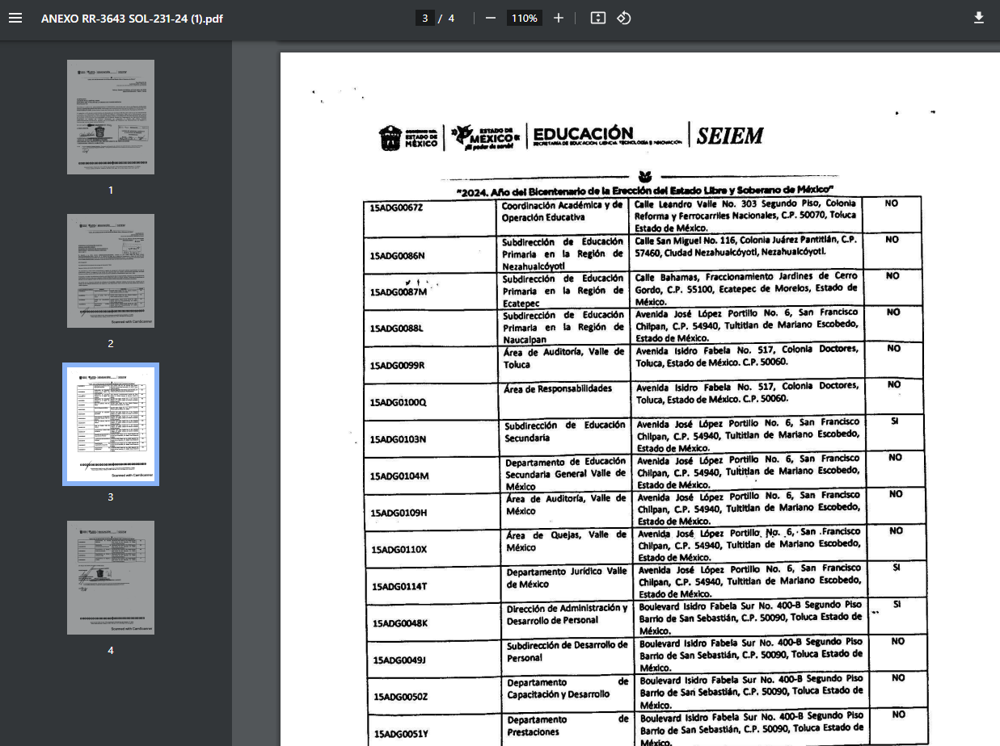 ANEXO RR-3643 SOL-231-24 (1).pdf
3 / 4
110%
1
2
Scanned with CamScanner
3
Scanned with CamScanner
4
Scanned with CamScanner
GOBIERNO DEL
ESTADO DE
MÉXICO
ESTADO DE
MÉXICO
¡El poder de servir!
EDUCACIÓN
SECRETARÍA DE EDUCACIÓN, CIENCIA, TECNOLOGÍA E INNOVACIÓN
SEIEM
"2024. Año del Bicentenario de la Erección del Estado Libre y Soberano de México"
15ADG0067Z
Coordinación Académica y de
Operación Educativa
Calle Leandro Valle No. 303 Segundo Piso, Colonia
Reforma y Ferrocarriles Nacionales, C.P. 50070, Toluca
Estado de México.
NO
15ADG0086N
Subdirección de Educación
Primaria en la Región de
Nezahualcóyotl
Calle San Miguel No. 116, Colonia Juárez Pantitlán, C.P.
57460, Ciudad Nezahualcóyotl, Nezahualcóyotl.
NO
15ADG0087M
Subdirección de Educación
Primaria en la Región de
Ecatepec
Calle Bahamas, Fraccionamiento Jardines de Cerro
Gordo, C.P. 55100, Ecatepec de Morelos, Estado de
México.
NO
15ADG0088L
Subdirección de Educación
Primaria en la Región de
Naucalpan
Avenida José López Portillo No. 6, San Francisco
Chilpan, C.P. 54940, Tultitlan de Mariano Escobedo,
Estado de México.
NO
15ADG0099R
Área de Auditoría, Valle de
Toluca
Avenida Isidro Fabela No. 517, Colonia Doctores,
Toluca, Estado de México. C.P. 50060.
NO
15ADG0100Q
Área de Responsabilidades
Avenida Isidro Fabela No. 517, Colonia Doctores,
Toluca, Estado de México. C.P. 50060.
NO
15ADG0103N
Subdirección de Educación
Secundaria
Avenida José López Portillo No. 6, San Francisco
Chilpan, C.P. 54940, Tultitlan de Mariano Escobedo,
Estado de México.
SI
15ADG0104M
Departamento de Educación
Secundaria General Valle de
México
Avenida José López Portillo No. 6, San Francisco
Chilpan, C.P. 54940, Tultitlan de Mariano Escobedo,
Estado de México.
NO
15ADG0109H
Área de Auditoría, Valle de
México
Avenida José López Portillo No. 6, San Francisco
Chilpan, C.P. 54940, Tultitlan de Mariano Escobedo,
Estado de México.
NO
15ADG0110X
Área de Quejas, Valle de
México
Avenida José López Portillo No. 6, San Francisco
Chilpan, C.P. 54940, Tultitlan de Mariano Escobedo,
Estado de México.
NO
15ADG0114T
Departamento Jurídico Valle
de México
Avenida José López Portillo No. 6, San Francisco
Chilpan, C.P. 54940, Tultitlan de Mariano Escobedo,
Estado de México.
SI
15ADG0048K
Dirección de Administración y
Desarrollo de Personal
Boulevard Isidro Fabela Sur No. 400-B Segundo Piso
Barrio de San Sebastián, C.P. 50090, Toluca Estado de
México.
SI
15ADG0049J
Subdirección de Desarrollo de
Personal
Boulevard Isidro Fabela Sur No. 400-B Segundo Piso
Barrio de San Sebastián, C.P. 50090, Toluca Estado de
México.
NO
15ADG0050Z
Departamento de
Capacitación y Desarrollo
Boulevard Isidro Fabela Sur No. 400-B Segundo Piso
Barrio de San Sebastián, C.P. 50090, Toluca Estado de
México.
NO
15ADG0051Y
Departamento de
Prestaciones
Boulevard Isidro Fabela Sur No. 400-B Segundo Piso
Barrio de San Sebastián, C.P. 50090, Toluca Estado de
México.
NO